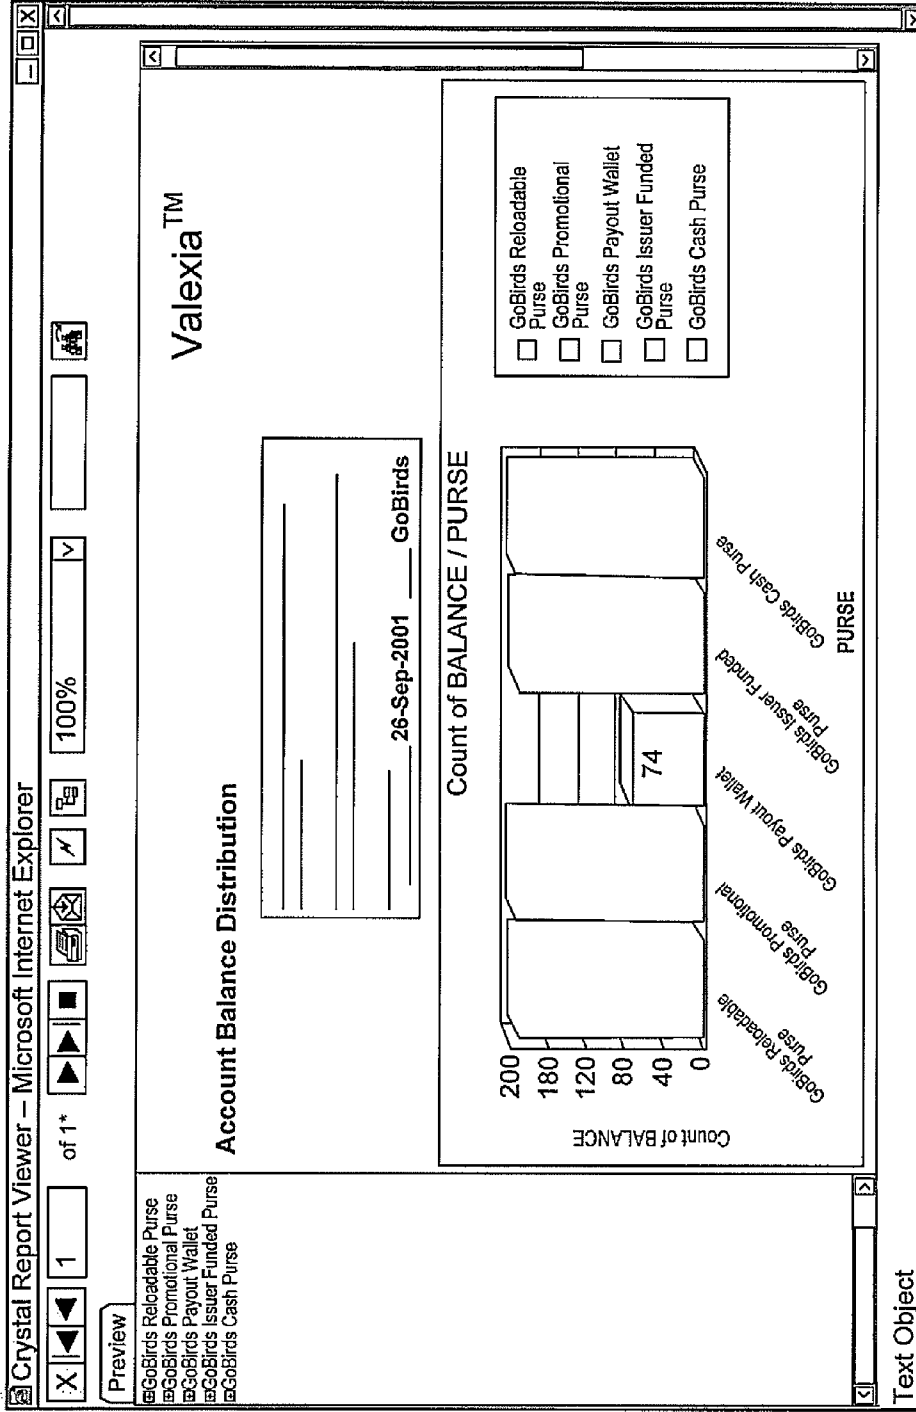 Crystal Report Viewer – Microsoft Internet Explorer
X
1
of 1*
100%
Preview
GoBirds Reloadable Purse
GoBirds Promotional Purse
GoBirds Payout Wallet
GoBirds Issuer Funded Purse
GoBirds Cash Purse
Valexia™
Account Balance Distribution
26-Sep-2001
GoBirds
Count of BALANCE / PURSE
Count of BALANCE
200
180
120
80
40
0
74
GoBirds Reloadable
Purse
GoBirds Promotional
Purse
GoBirds Payout Wallet
GoBirds Issuer Funded
Purse
GoBirds Cash Purse
PURSE
GoBirds Reloadable
Purse
GoBirds Promotional
Purse
GoBirds Payout Wallet
GoBirds Issuer Funded
Purse
GoBirds Cash Purse
Text Object